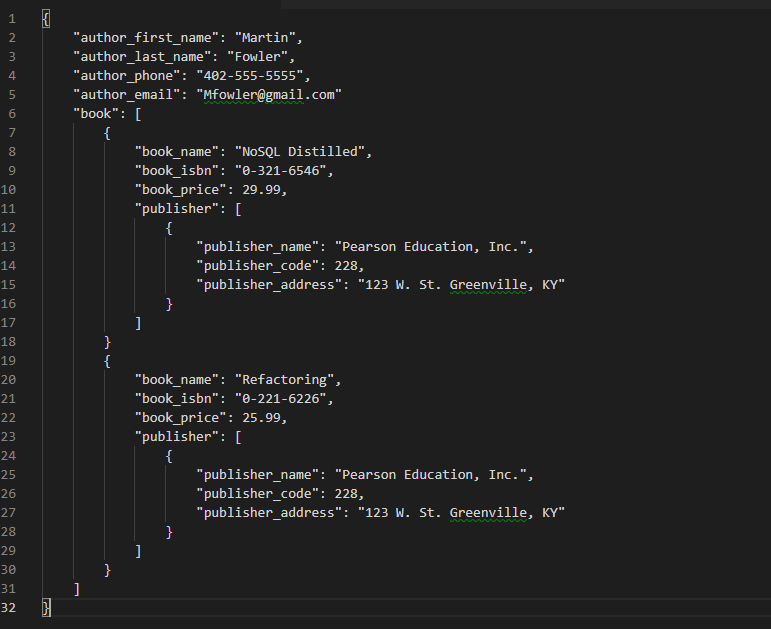 1 {
2 "author_first_name": "Martin",
3 "author_last_name": "Fowler",
4 "author_phone": "402-555-5555",
5 "author_email": "Mfowler@gmail.com"
6 "book": [
7 {
8 "book_name": "NoSQL Distilled",
9 "book_isbn": "0-321-6546",
10 "book_price": 29.99,
11 "publisher": [
12 {
13 "publisher_name": "Pearson Education, Inc.",
14 "publisher_code": 228,
15 "publisher_address": "123 W. St. Greenville, KY"
16 }
17 ]
18 }
19 {
20 "book_name": "Refactoring",
21 "book_isbn": "0-221-6226",
22 "book_price": 25.99,
23 "publisher": [
24 {
25 "publisher_name": "Pearson Education, Inc.",
26 "publisher_code": 228,
27 "publisher_address": "123 W. St. Greenville, KY"
28 }
29 ]
30 }
31 ]
32 }